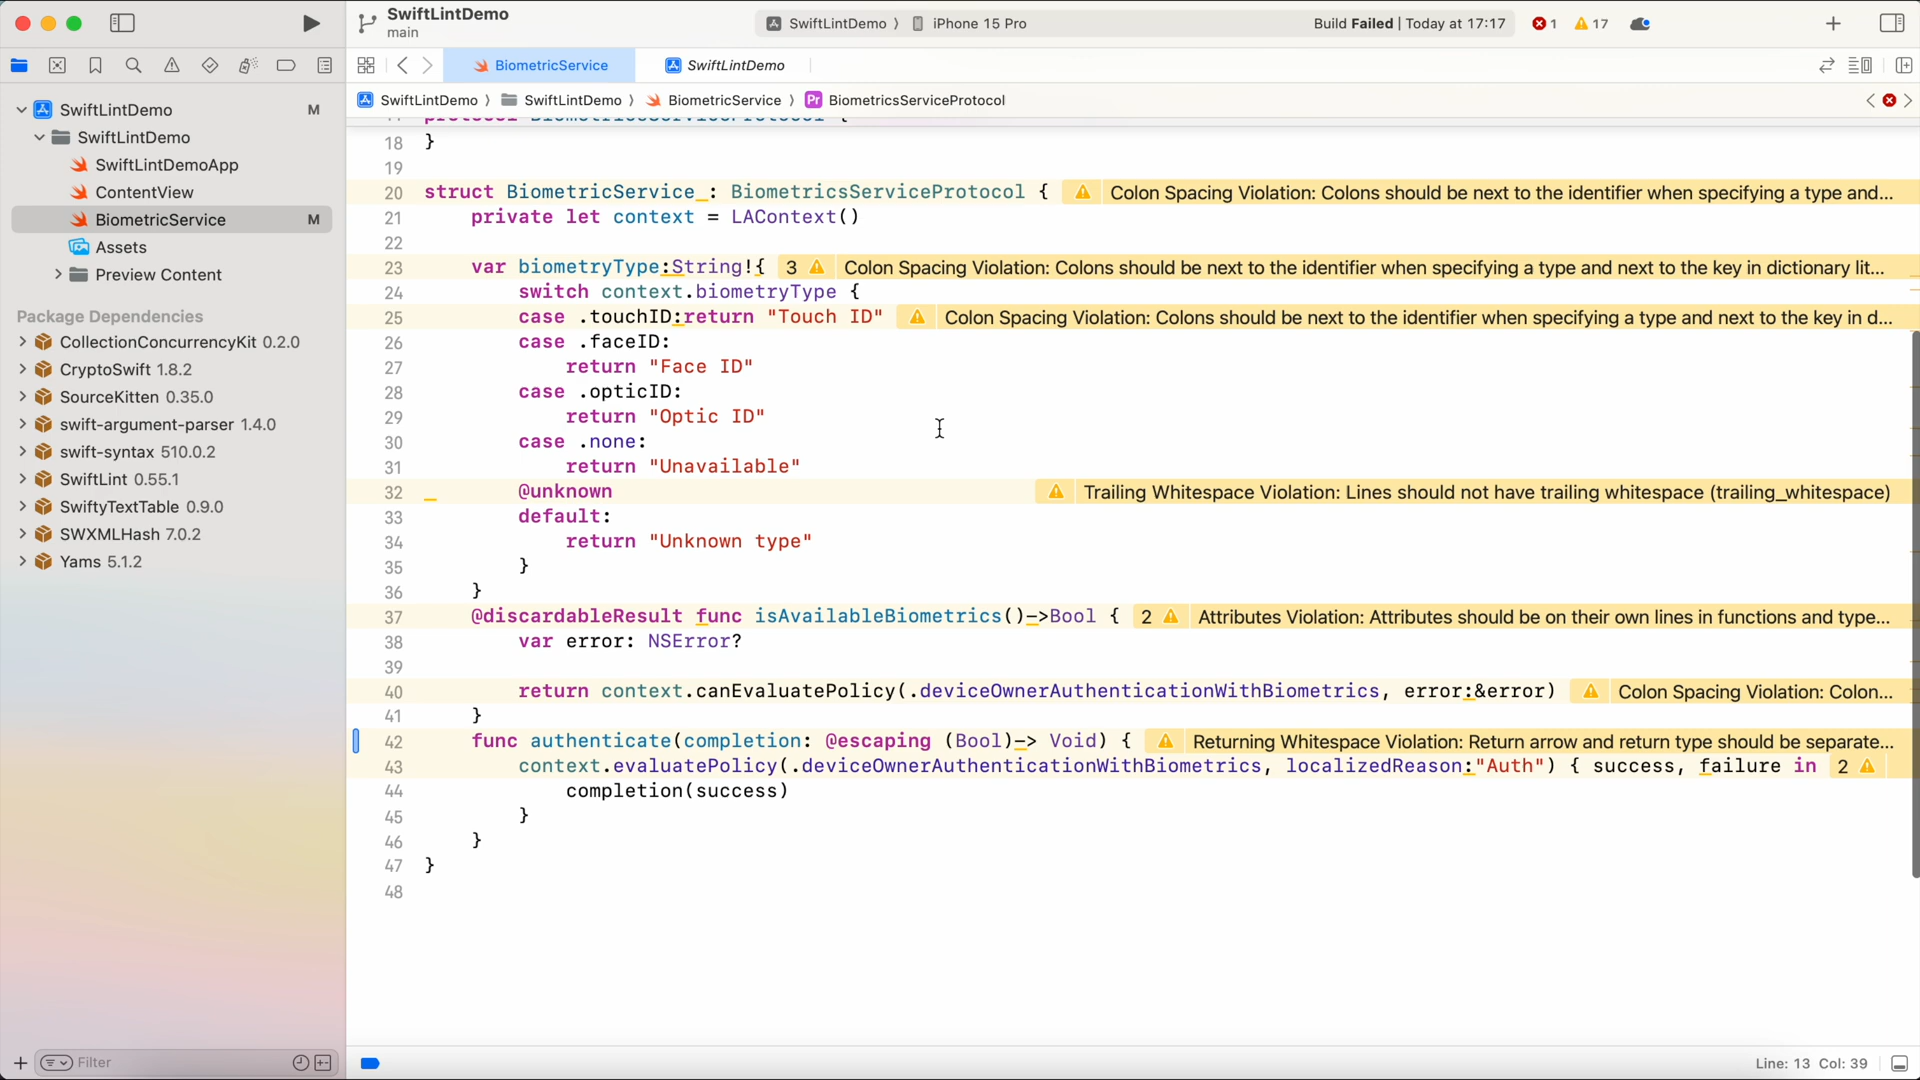 SwiftLintDemo
main
SwiftLintDemo 〉 iPhone 15 Pro
Build Failed | Today at 17:17
1
17
BiometricService
SwiftLintDemo
SwiftLintDemo 〉 SwiftLintDemo 〉 BiometricService 〉 Pr BiometricsServiceProtocol
SwiftLintDemo M
SwiftLintDemo
SwiftLintDemoApp
ContentView
BiometricService M
Assets
Preview Content
Package Dependencies
CollectionConcurrencyKit 0.2.0
CryptoSwift 1.8.2
SourceKitten 0.35.0
swift-argument-parser 1.4.0
swift-syntax 510.0.2
SwiftLint 0.55.1
SwiftyTextTable 0.9.0
SWXMLHash 7.0.2
Yams 5.1.2
Filter
18 }
19
20 struct BiometricService_: BiometricsServiceProtocol { Colon Spacing Violation: Colons should be next to the identifier when specifying a type and...
21 private let context = LAContext()
22
23 var biometryType:String!{ 3 Colon Spacing Violation: Colons should be next to the identifier when specifying a type and next to the key in dictionary lit...
24 switch context.biometryType {
25 case .touchID:return "Touch ID" Colon Spacing Violation: Colons should be next to the identifier when specifying a type and next to the key in d...
26 case .faceID:
27 return "Face ID"
28 case .opticID:
29 return "Optic ID"
30 case .none:
31 return "Unavailable"
32 @unknown Trailing Whitespace Violation: Lines should not have trailing whitespace (trailing_whitespace)
33 default:
34 return "Unknown type"
35 }
36 }
37 @discardableResult func isAvailableBiometrics()->Bool { 2 Attributes Violation: Attributes should be on their own lines in functions and type...
38 var error: NSError?
39
40 return context.canEvaluatePolicy(.deviceOwnerAuthenticationWithBiometrics, error:&error) Colon Spacing Violation: Colon...
41 }
42 func authenticate(completion: @escaping (Bool)-> Void) { Returning Whitespace Violation: Return arrow and return type should be separate...
43 context.evaluatePolicy(.deviceOwnerAuthenticationWithBiometrics, localizedReason:"Auth") { success, failure in 2
44 completion(success)
45 }
46 }
47 }
48
Line: 13 Col: 39